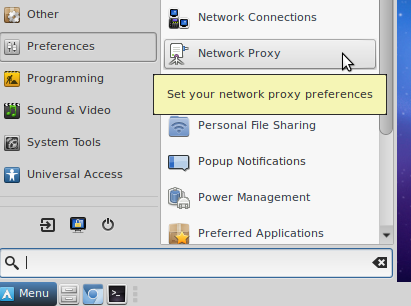 Other
Preferences
Programming
Sound & Video
System Tools
Universal Access
Network Connections
Network Proxy
Set your network proxy preferences
Personal File Sharing
Popup Notifications
Power Management
Preferred Applications
Menu